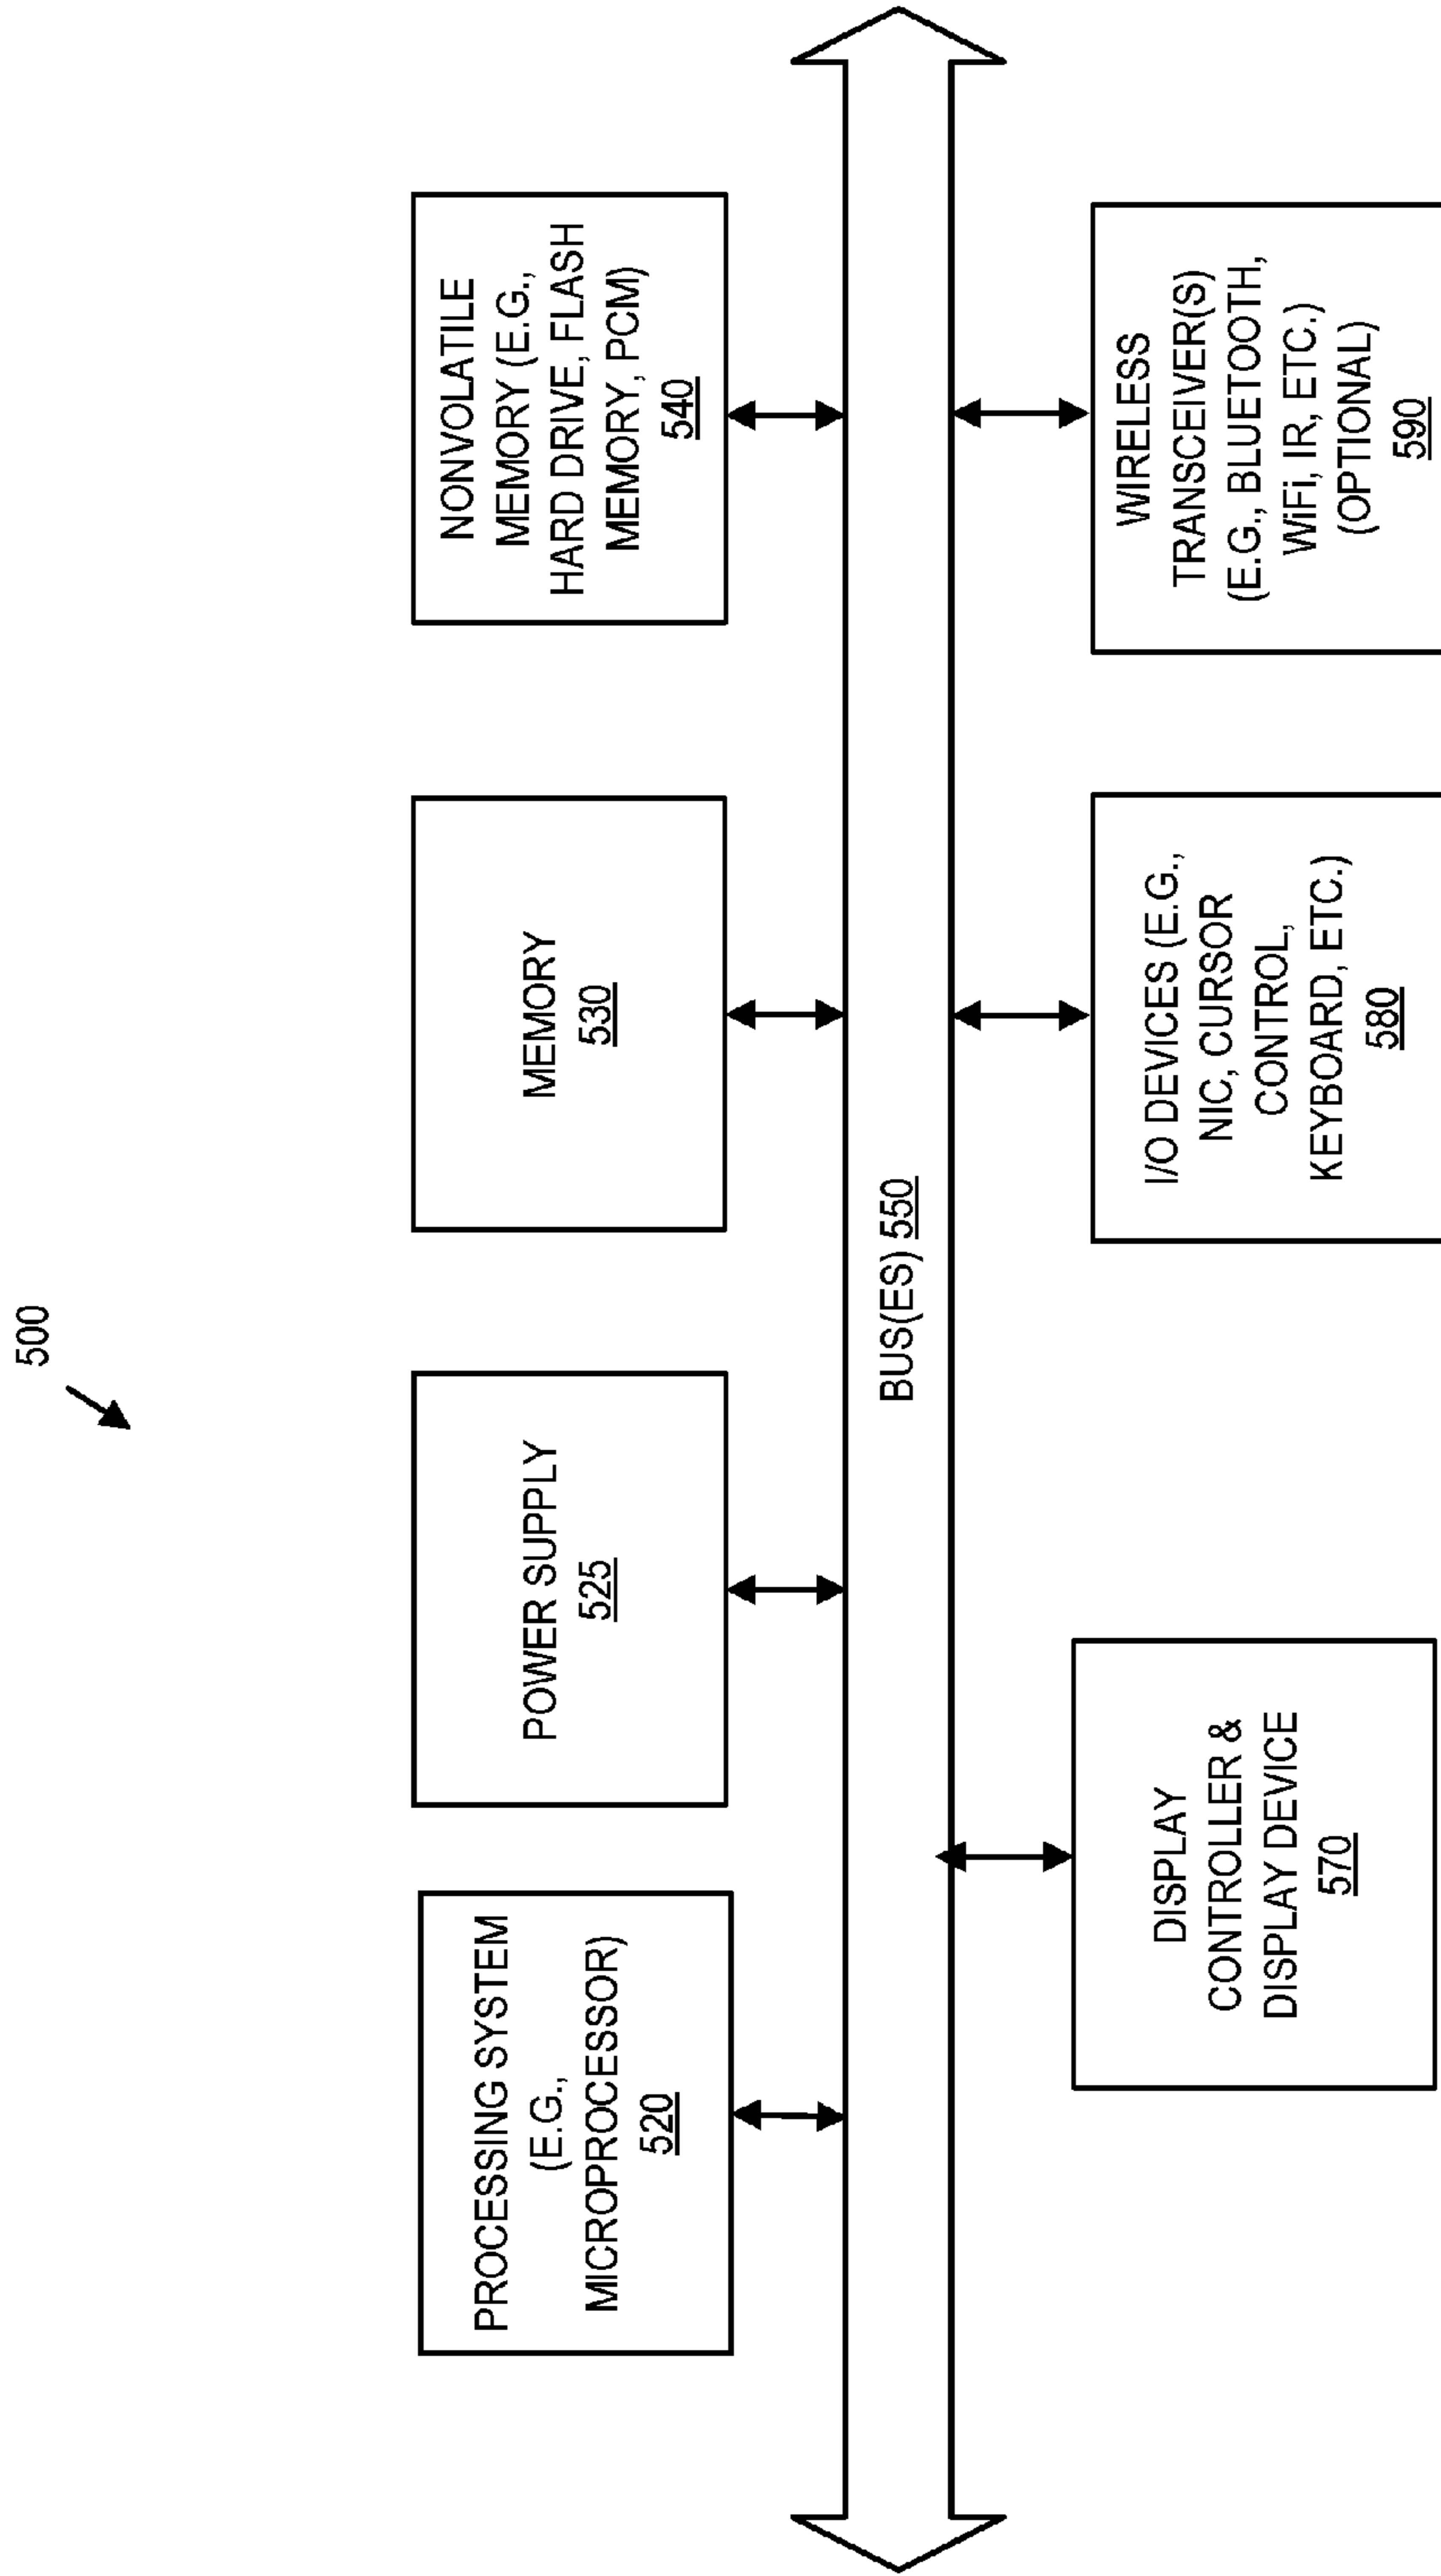 500
PROCESSING SYSTEM
(E.G.,
MICROPROCESSOR)
520
POWER SUPPLY
525
MEMORY
530
NONVOLATILE
MEMORY (E.G.,
HARD DRIVE, FLASH
MEMORY, PCM)
540
BUS(ES) 550
DISPLAY
CONTROLLER &
DISPLAY DEVICE
570
I/O DEVICES (E.G.,
NIC, CURSOR
CONTROL,
KEYBOARD, ETC.)
580
WIRELESS
TRANSCEIVER(S)
(E.G., BLUETOOTH,
WiFi, IR, ETC.)
(OPTIONAL)
590